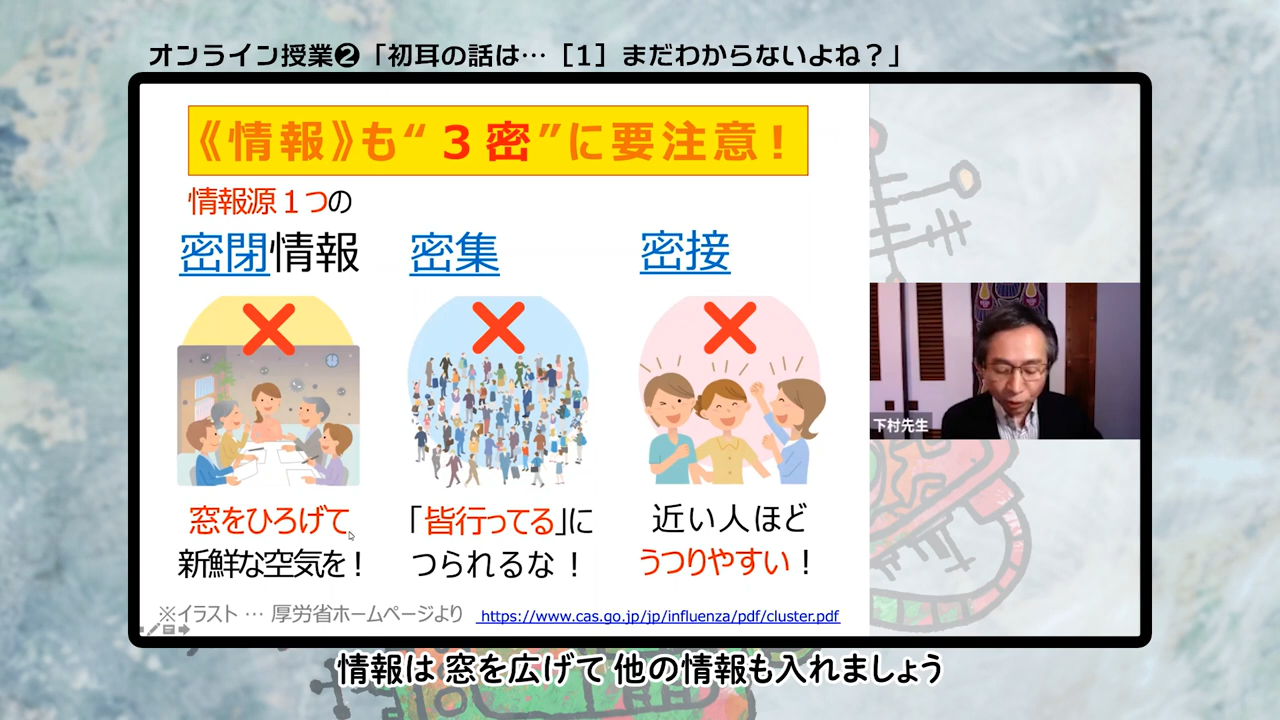 オンライン授業❷「初耳の話は…［1］まだわからないよね？」
《情報》も“３密”に要注意！
情報源１つの
密閉情報
密集
密接
窓をひろげて
新鮮な空気を！
「皆行ってる」に
つられるな！
近い人ほど
うつりやすい！
※イラスト … 厚労省ホームページより https://www.cas.go.jp/jp/influenza/pdf/cluster.pdf
下村先生
情報は 窓を広げて 他の情報も入れましょう